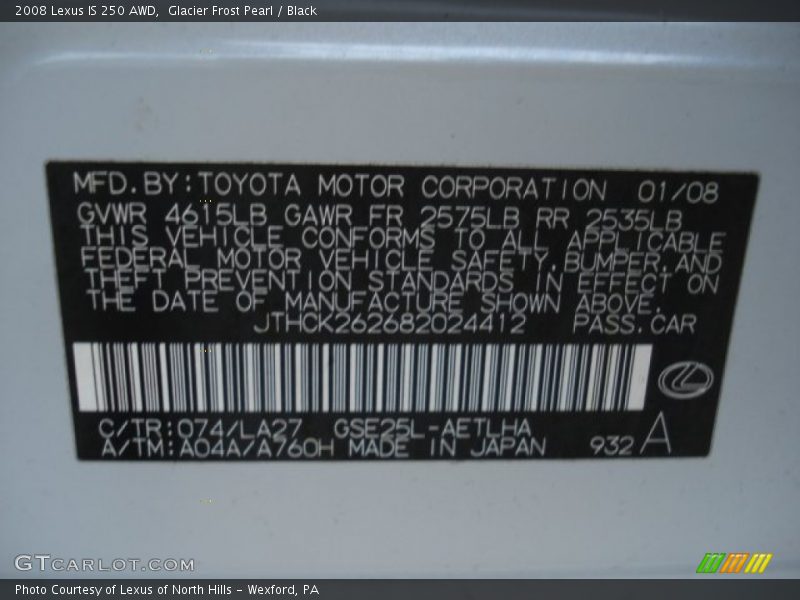 2008 Lexus IS 250 AWD,  Glacier Frost Pearl / Black
MFD. BY: TOYOTA MOTOR CORPORATION 01/08
GVWR 4615LB GAWR FR 2575LB RR 2535LB
THIS VEHICLE CONFORMS TO ALL APPLICABLE
FEDERAL MOTOR VEHICLE SAFETY, BUMPER, AND
THEFT PREVENTION STANDARDS IN EFFECT ON
THE DATE OF MANUFACTURE SHOWN ABOVE.
JTHCK262682024412 PASS. CAR
C/TR: 074/LA27 GSE25L-AETLHA
A/TM: A04A/A760H MADE IN JAPAN 932 A
GTCARLOT.COM
Photo Courtesy of Lexus of North Hills - Wexford, PA